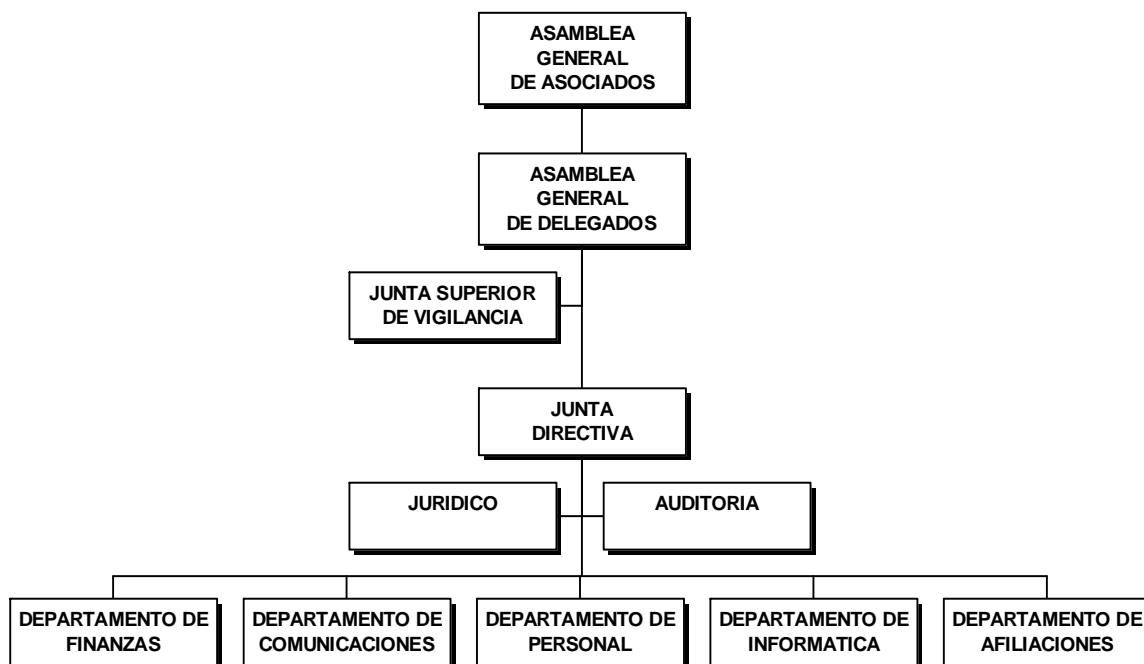 ASAMBLEA
GENERAL
DE ASOCIADOS
ASAMBLEA
GENERAL
DE DELEGADOS
JUNTA SUPERIOR
DE VIGILANCIA
JUNTA
DIRECTIVA
JURIDICO
AUDITORIA
DEPARTAMENTO DE
FINANZAS
DEPARTAMENTO DE
COMUNICACIONES
DEPARTAMENTO DE
PERSONAL
DEPARTAMENTO DE
INFORMATICA
DEPARTAMENTO DE
AFILIACIONES